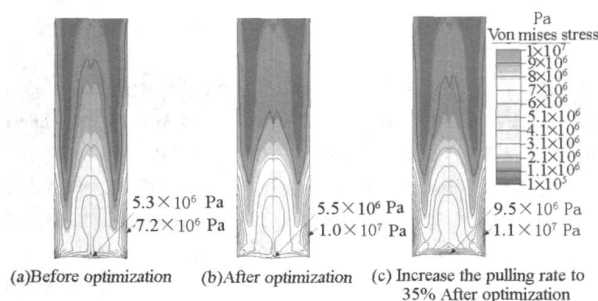 Pa
Von mises stress
1×10⁷
9×10⁶
8×10⁶
7×10⁶
6×10⁶
5.1×10⁶
4.1×10⁶
3.1×10⁶
2.1×10⁶
1.1×10⁶
1×10⁵
5.3×10⁶ Pa
7.2×10⁶ Pa
5.5×10⁶ Pa
1.0×10⁷ Pa
9.5×10⁶ Pa
1.1×10⁷ Pa
(a)Before optimization
(b)After optimization
(c) Increase the pulling rate to
35% After optimization